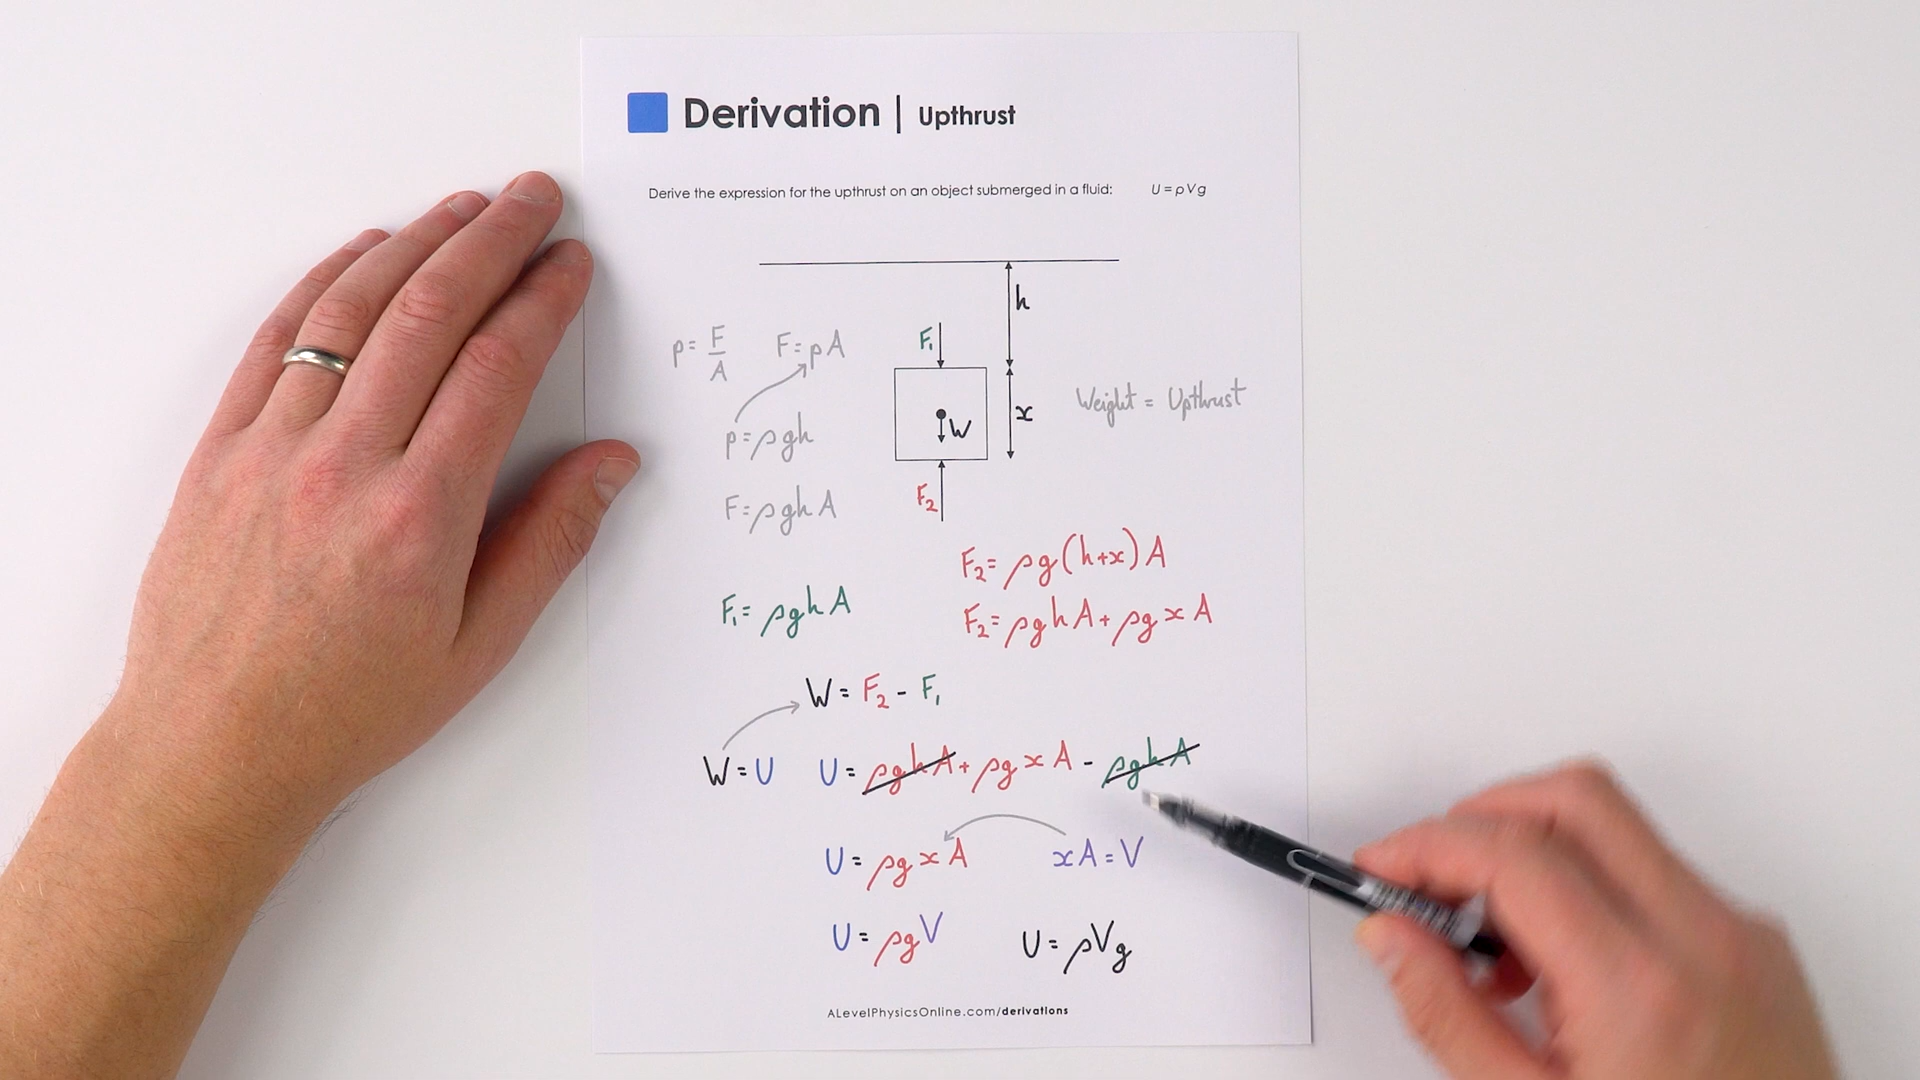 Derivation | Upthrust
Derive the expression for the upthrust on an object submerged in a fluid: U = ρVg
h
F₁
p = F/A F = pA
x
Weight = Upthrust
W
p = ρgh
F₂
F = ρghA
F₂ = ρg(h+x)A
F₁ = ρghA
F₂ = ρghA + ρgxA
W = F₂ - F₁
W = U U = ρghA + ρgxA - ρghA
U = ρgxA xA = V
U = ρgV U = ρVg
ALevelPhysicsOnline.com/derivations